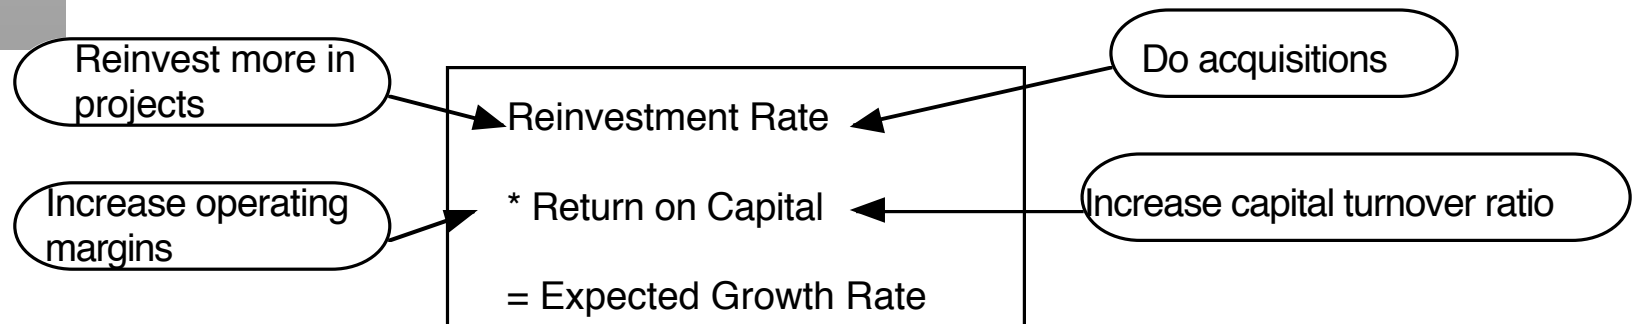 Reinvest more in
projects
Do acquisitions
Reinvestment Rate
Increase operating
margins
* Return on Capital
Increase capital turnover ratio
= Expected Growth Rate